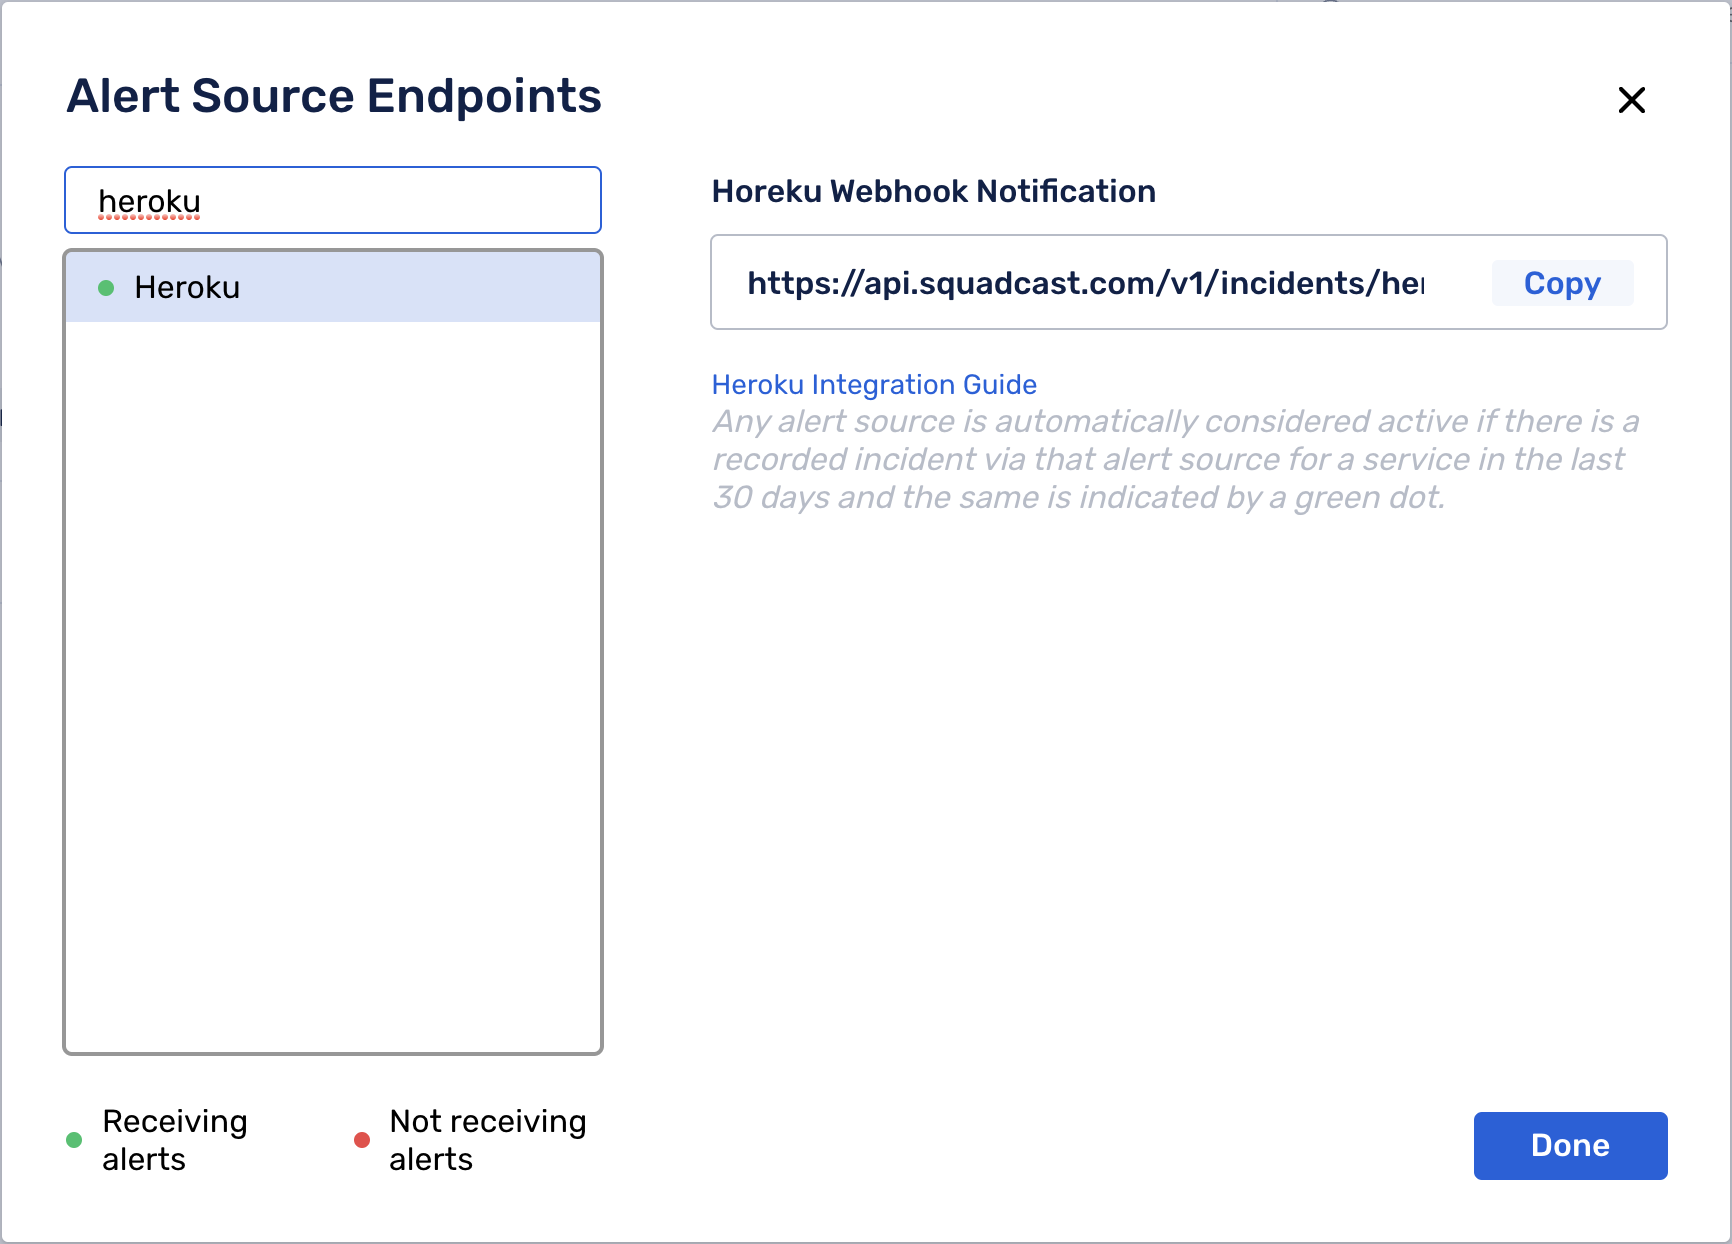 Alert Source Endpoints
heroku
Heroku
Horeku Webhook Notification
https://api.squadcast.com/v1/incidents/her
Copy
Heroku Integration Guide
Any alert source is automatically considered active if there is a
recorded incident via that alert source for a service in the last
30 days and the same is indicated by a green dot.
Receiving
alerts
Not receiving
alerts
Done